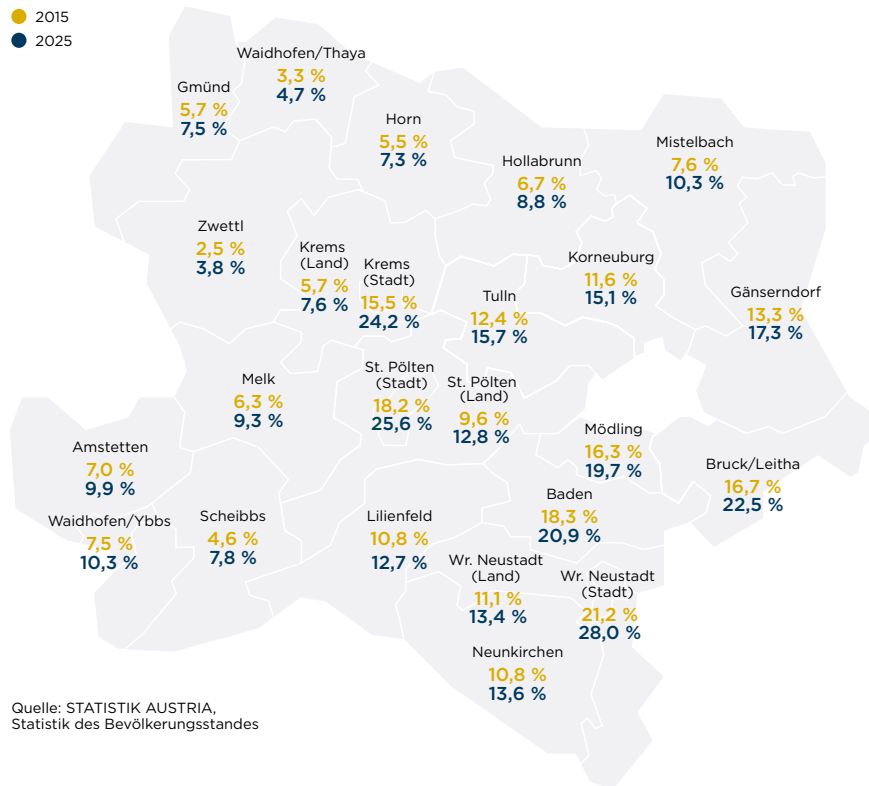 2015
2025
Waidhofen/Thaya
3,3 %
4,7 %
Gmünd
5,7 %
7,5 %
Horn
5,5 %
7,3 %
Hollabrunn
6,7 %
8,8 %
Mistelbach
7,6 %
10,3 %
Zwettl
2,5 %
3,8 %
Krems
(Land)
5,7 %
7,6 %
Krems
(Stadt)
15,5 %
24,2 %
Tulln
12,4 %
15,7 %
Korneuburg
11,6 %
15,1 %
Gänserndorf
13,3 %
17,3 %
Melk
6,3 %
9,3 %
St. Pölten
(Stadt)
18,2 %
25,6 %
St. Pölten
(Land)
9,6 %
12,8 %
Mödling
16,3 %
19,7 %
Bruck/Leitha
16,7 %
22,5 %
Amstetten
7,0 %
9,9 %
Waidhofen/Ybbs
7,5 %
10,3 %
Scheibbs
4,6 %
7,8 %
Lilienfeld
10,8 %
12,7 %
Baden
18,3 %
20,9 %
Wr. Neustadt
(Land)
11,1 %
13,4 %
Wr. Neustadt
(Stadt)
21,2 %
28,0 %
Neunkirchen
10,8 %
13,6 %
Quelle: STATISTIK AUSTRIA,
Statistik des Bevölkerungsstandes